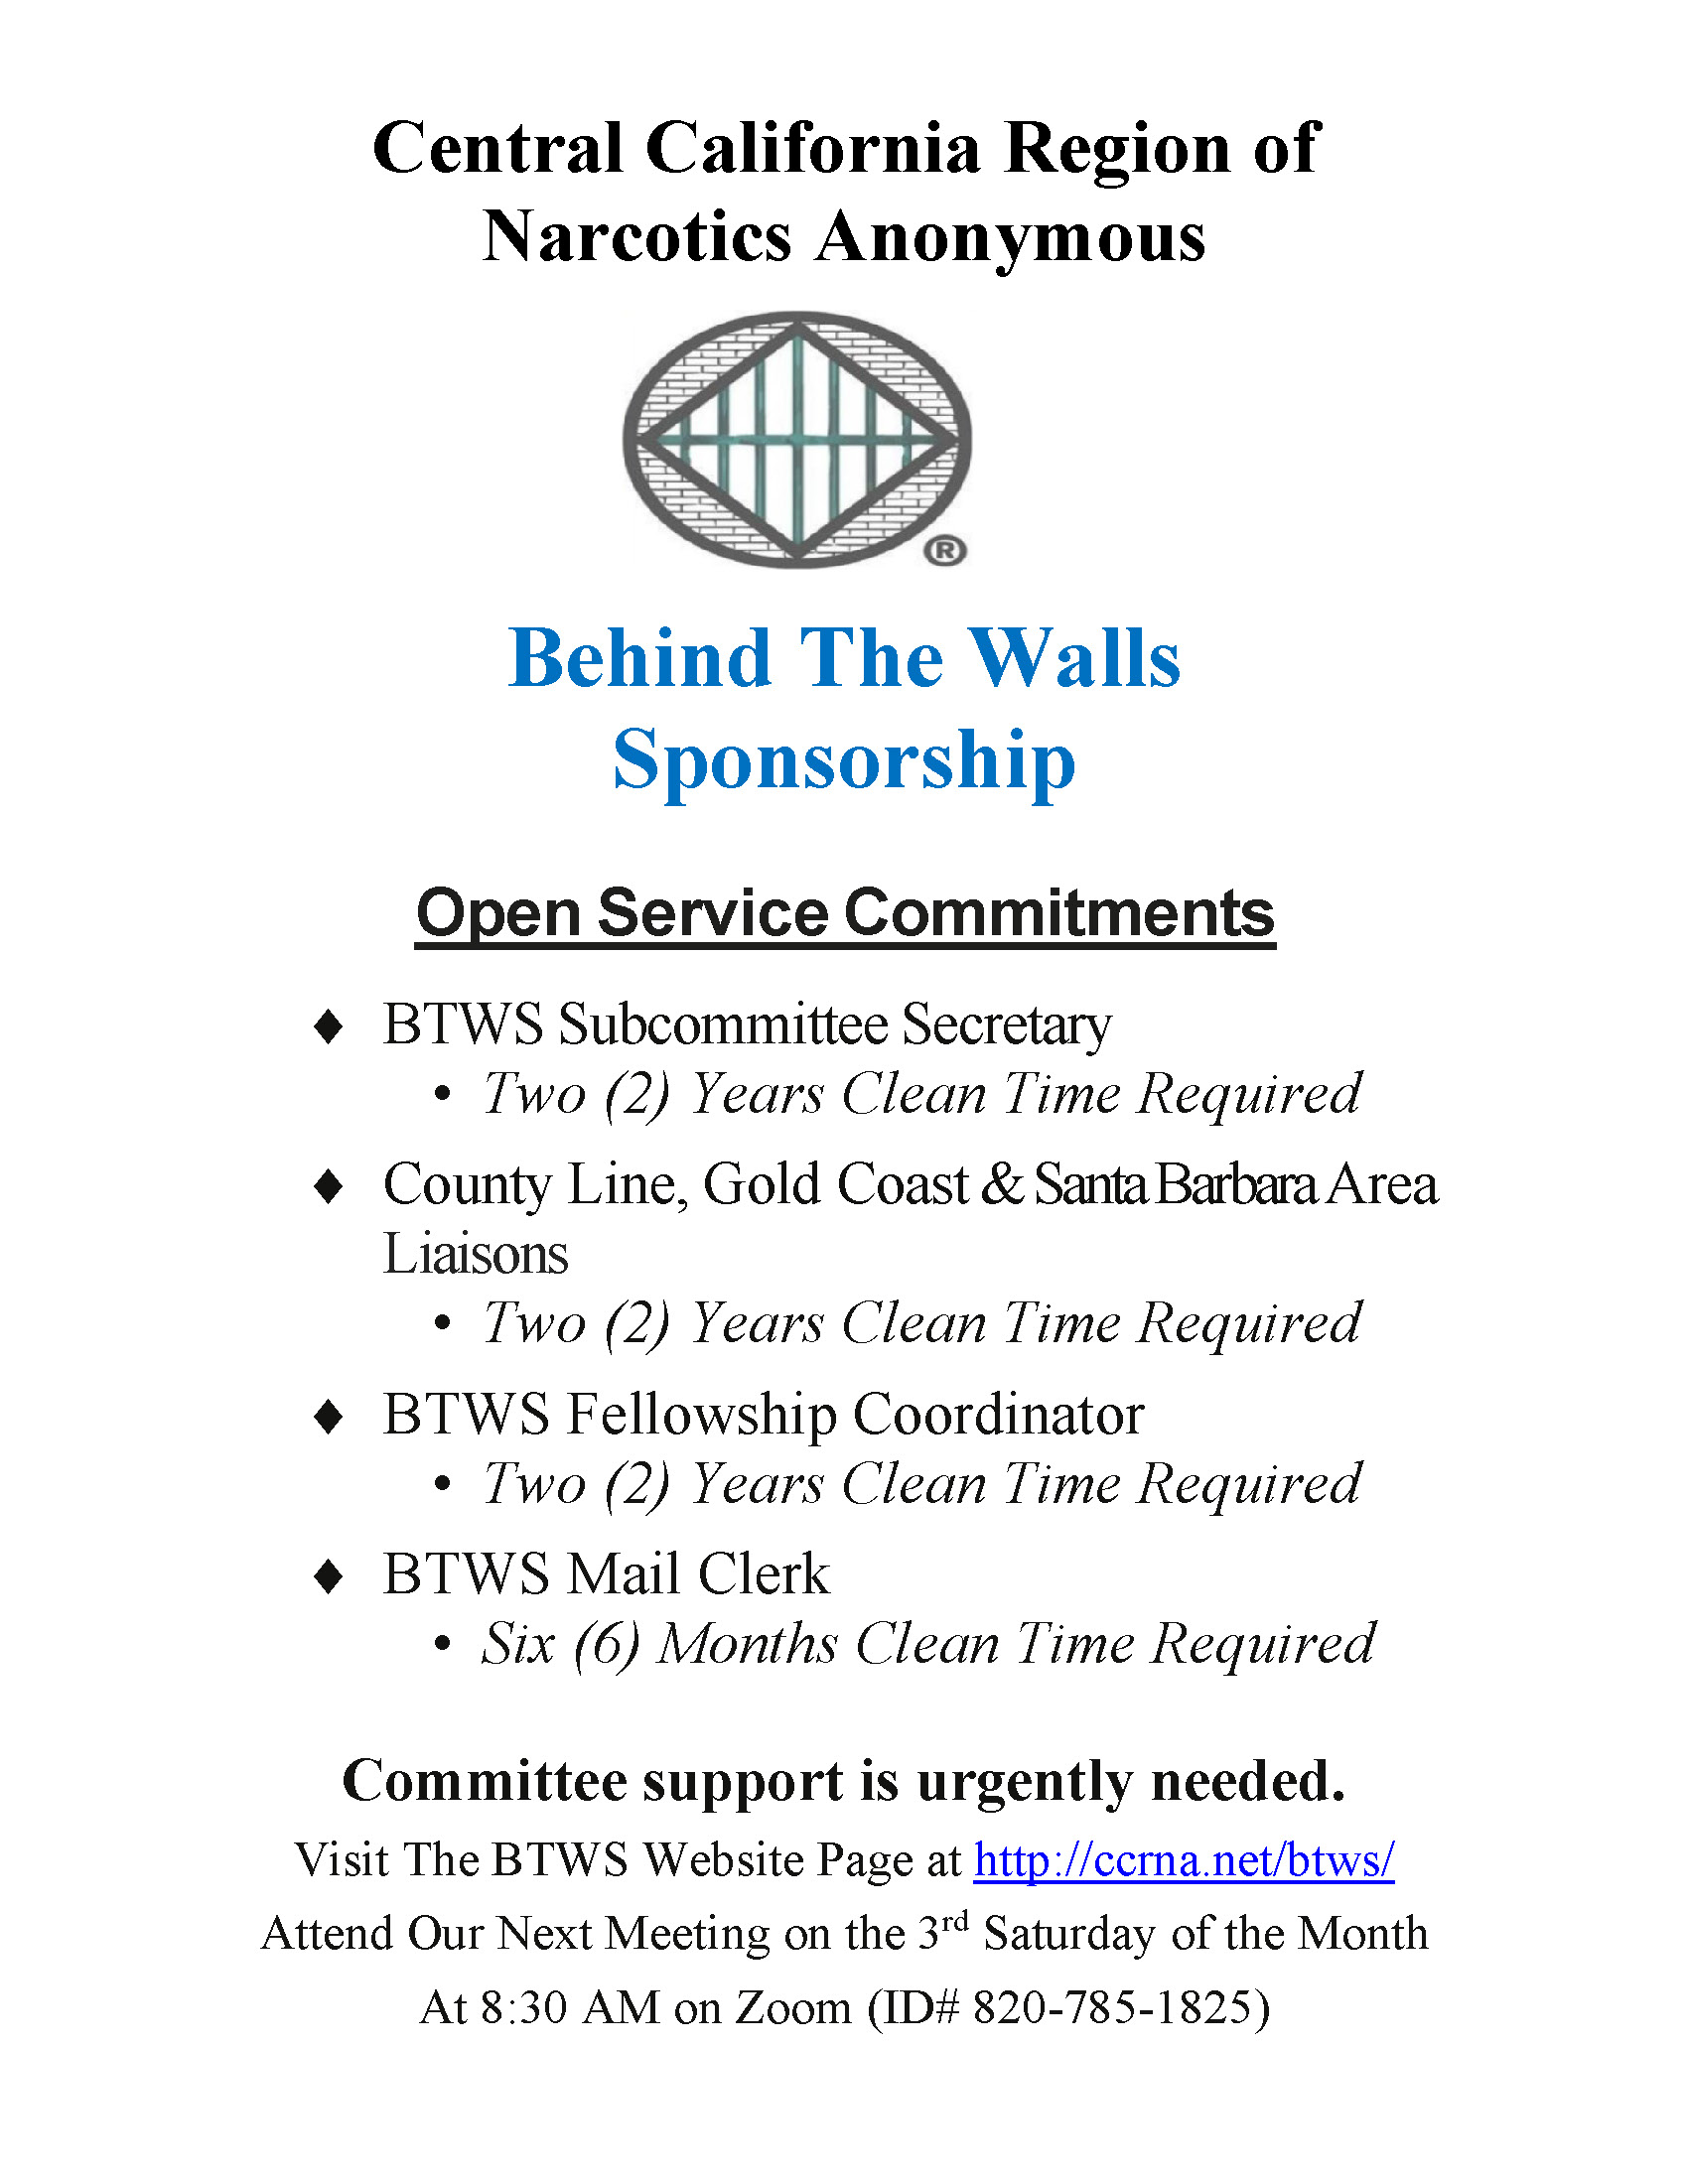 Central California Region of
Narcotics Anonymous
®
Behind The Walls
Sponsorship
Open Service Commitments
♦ BTWS Subcommittee Secretary
• Two (2) Years Clean Time Required
♦ County Line, Gold Coast & Santa Barbara Area
Liaisons
• Two (2) Years Clean Time Required
♦ BTWS Fellowship Coordinator
• Two (2) Years Clean Time Required
♦ BTWS Mail Clerk
• Six (6) Months Clean Time Required
Committee support is urgently needed.
Visit The BTWS Website Page at http://ccrna.net/btws/
Attend Our Next Meeting on the 3rd Saturday of the Month
At 8:30 AM on Zoom (ID# 820-785-1825)